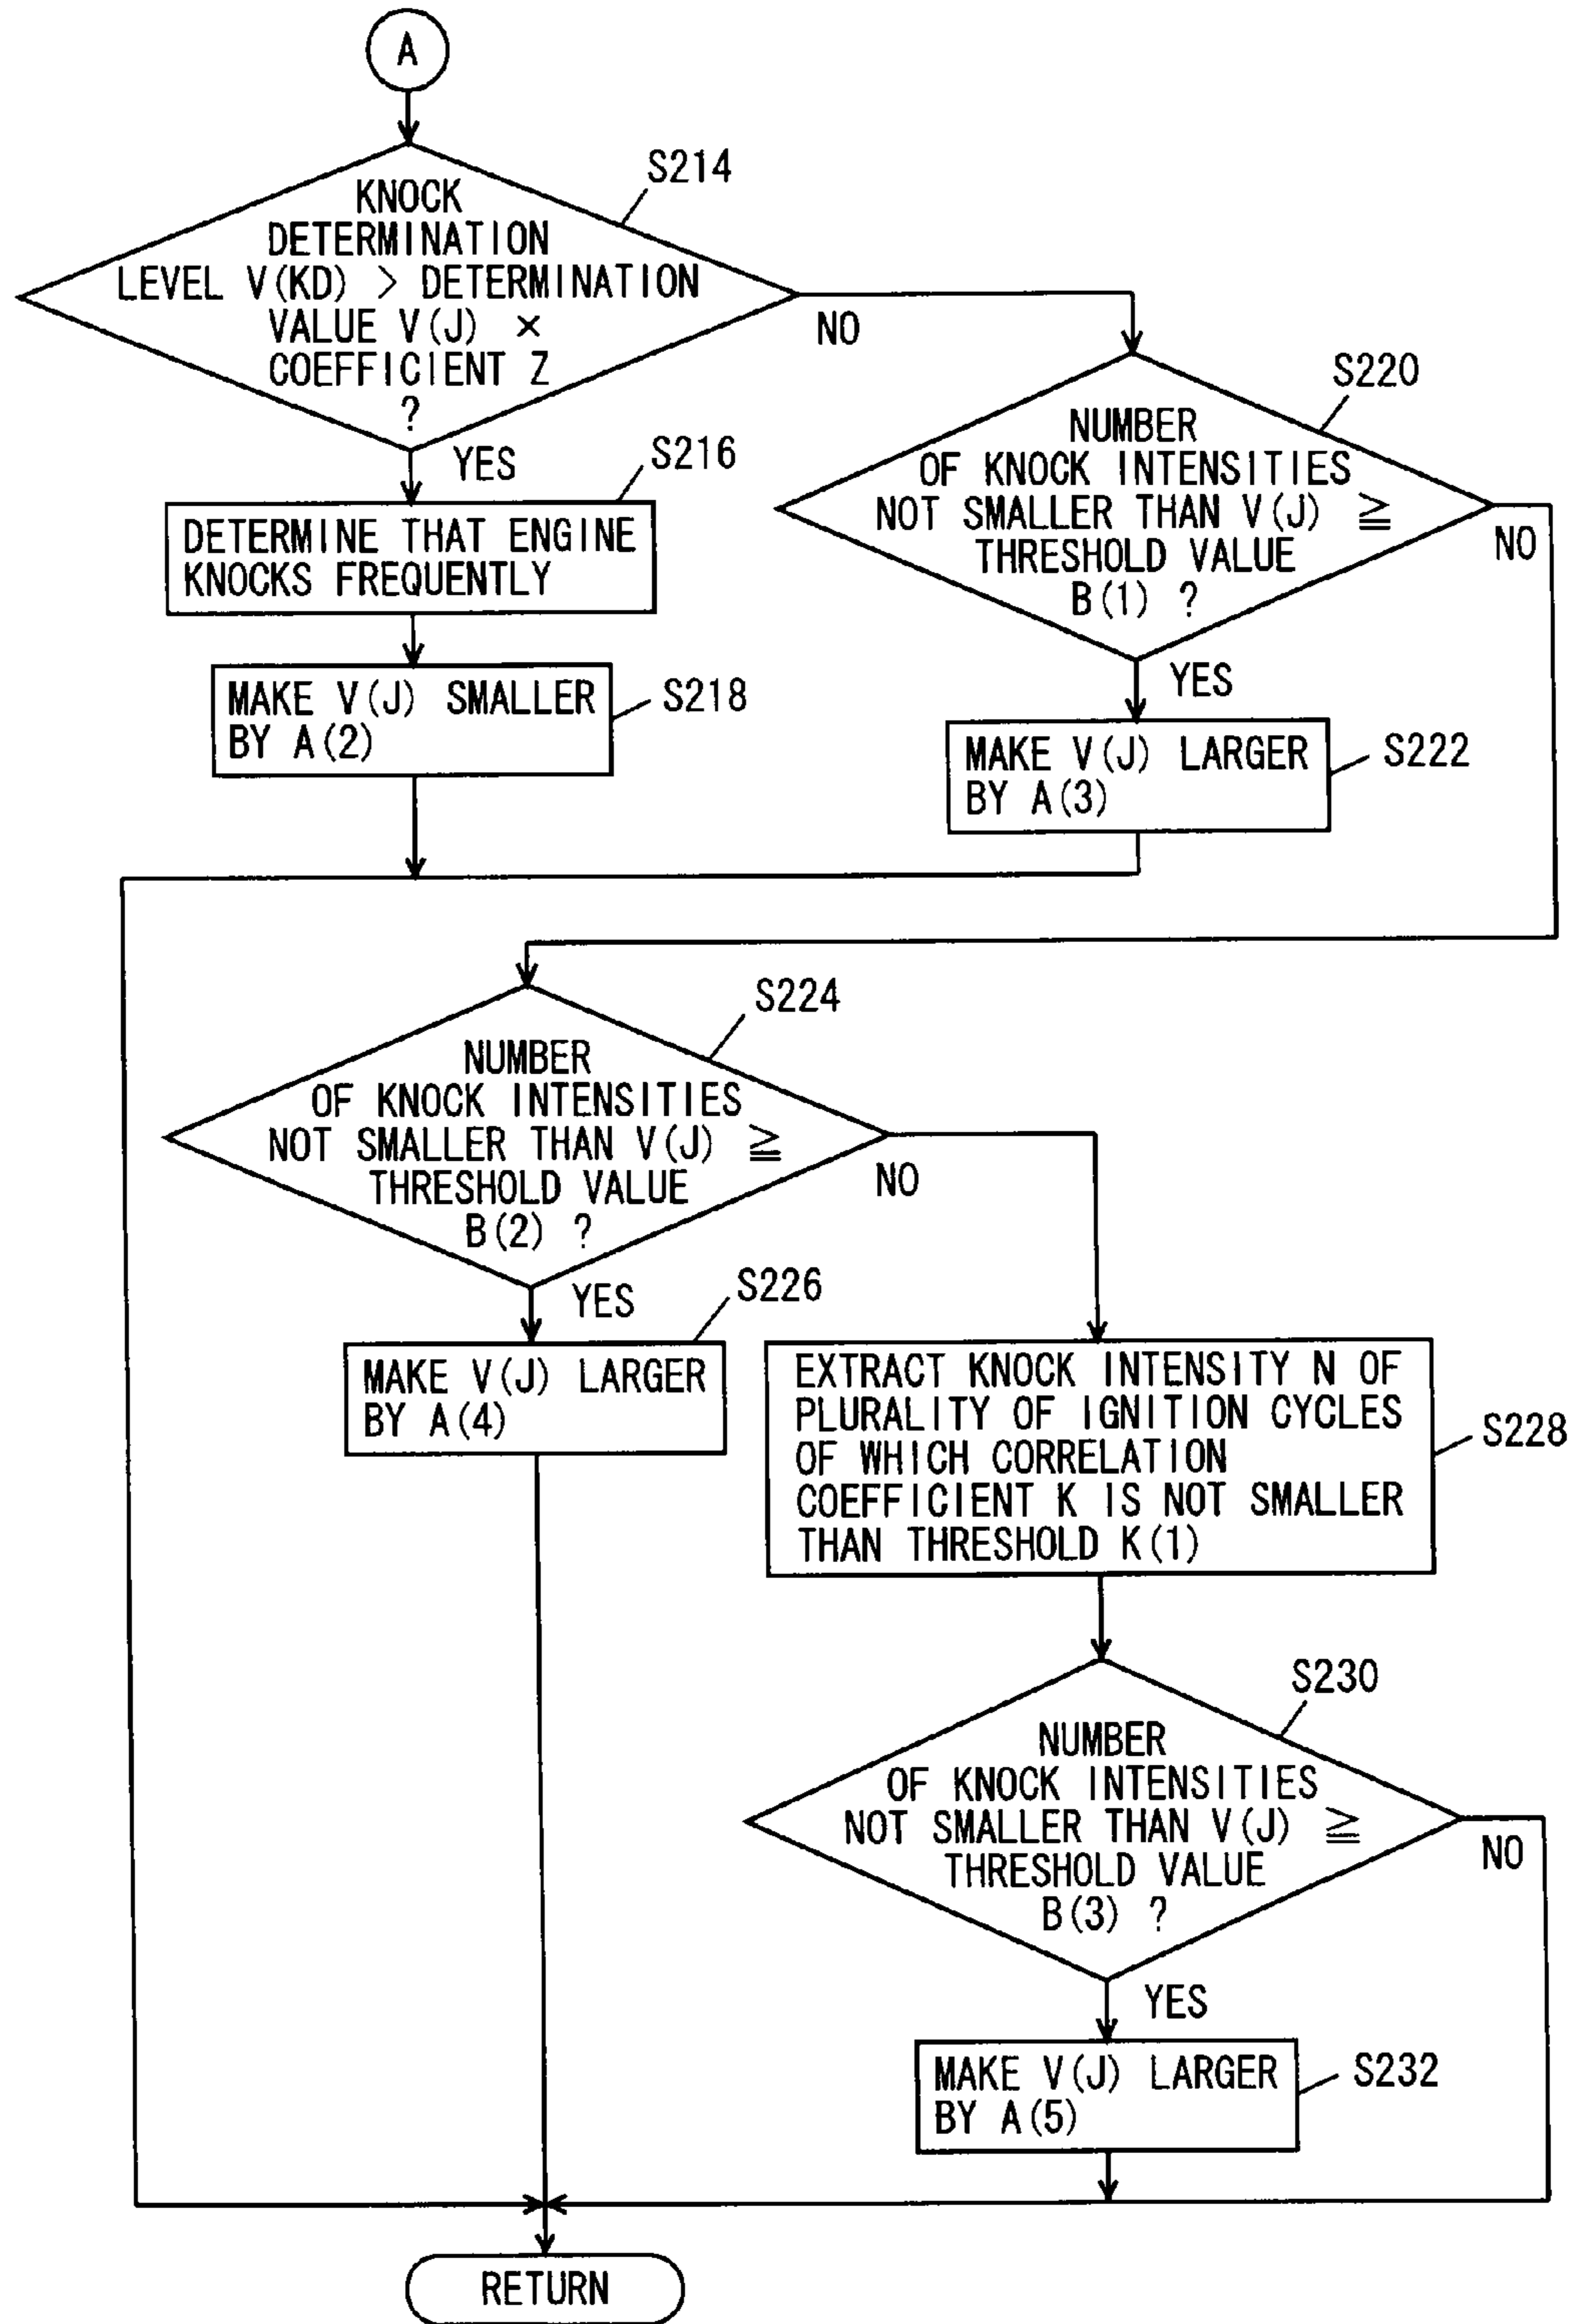 A
S214
KNOCK
DETERMINATION
LEVEL V(KD) > DETERMINATION
VALUE V(J) ×
COEFFICIENT Z
?
NO
YES
S216
DETERMINE THAT ENGINE
KNOCKS FREQUENTLY
MAKE V(J) SMALLER
BY A(2)
S218
S220
NUMBER
OF KNOCK INTENSITIES
NOT SMALLER THAN V(J) ≧
THRESHOLD VALUE
B(1) ?
NO
YES
MAKE V(J) LARGER
BY A(3)
S222
S224
NUMBER
OF KNOCK INTENSITIES
NOT SMALLER THAN V(J) ≧
THRESHOLD VALUE
B(2) ?
NO
YES
S226
MAKE V(J) LARGER
BY A(4)
EXTRACT KNOCK INTENSITY N OF
PLURALITY OF IGNITION CYCLES
OF WHICH CORRELATION
COEFFICIENT K IS NOT SMALLER
THAN THRESHOLD K(1)
S228
S230
NUMBER
OF KNOCK INTENSITIES
NOT SMALLER THAN V(J) ≧
THRESHOLD VALUE
B(3) ?
NO
YES
MAKE V(J) LARGER
BY A(5)
S232
RETURN